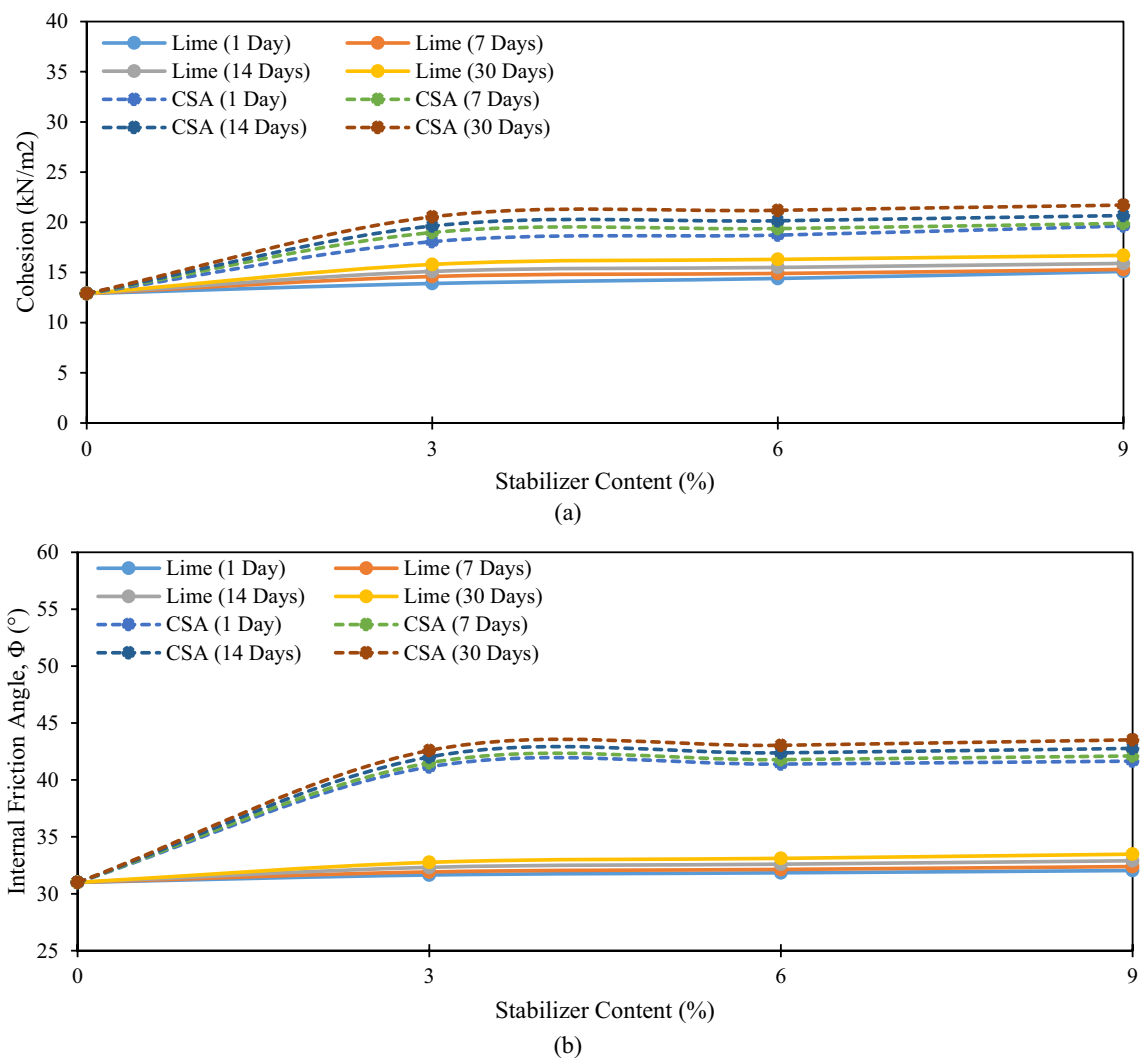 40
35
30
25
20
15
10
5
0
Cohesion (kN/m2)
Lime (1 Day) Lime (7 Days)
Lime (14 Days) Lime (30 Days)
CSA (1 Day) CSA (7 Days)
CSA (14 Days) CSA (30 Days)
0 3 6 9
Stabilizer Content (%)
(a)
60
55
50
45
40
35
30
25
Internal Friction Angle, Φ (°)
Lime (1 Day) Lime (7 Days)
Lime (14 Days) Lime (30 Days)
CSA (1 Day) CSA (7 Days)
CSA (14 Days) CSA (30 Days)
0 3 6 9
Stabilizer Content (%)
(b)